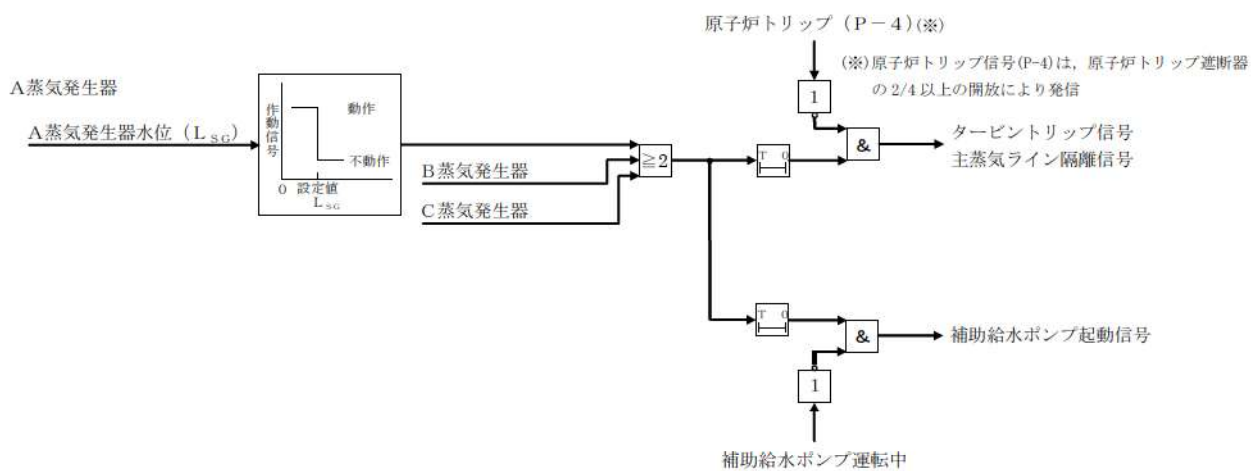 原子炉トリップ(P-4)(※)
(※)原子炉トリップ信号(P-4)は,原子炉トリップ遮断器
の2/4以上の開放により発信
A蒸気発生器
A蒸気発生器水位(LSG)
作動信号
動作
不動作
0
設定値
LSG
B蒸気発生器
C蒸気発生器
≧2
1
T 0
&
タービントリップ信号
主蒸気ライン隔離信号
T 0
&
補助給水ポンプ起動信号
1
補助給水ポンプ運転中